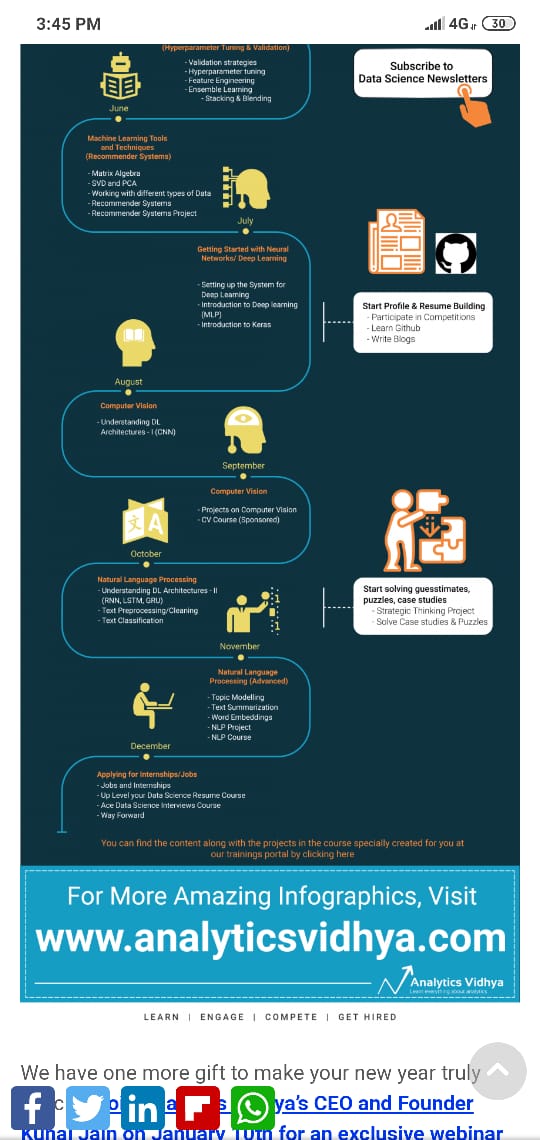 3:45 PM
4G 30
(Hyperparameter Tuning & Validation)
- Validation strategies
- Hyperparameter tuning
- Feature Engineering
- Ensemble Learning
- Stacking & Blending
Subscribe to
Data Science Newsletters
June
Machine Learning Tools
and Techniques
(Recommender Systems)
- Matrix Algebra
- SVD and PCA
- Working with different types of Data
- Recommender Systems
- Recommender Systems Project
July
Getting Started with Neural
Networks/ Deep Learning
- Setting up the System for
Deep Learning
- Introduction to Deep learning
(MLP)
- Introduction to Keras
Start Profile & Resume Building
- Participate in Competitions
- Learn Github
- Write Blogs
August
Computer Vision
- Understanding DL
Architectures - I (CNN)
September
Computer Vision
- Projects on Computer Vision
- CV Course (Sponsored)
文 A
October
Natural Language Processing
- Understanding DL Architectures - II
(RNN, LSTM, GRU)
- Text Preprocessing/Cleaning
- Text Classification
Start solving guesstimates,
puzzles, case studies
- Strategic Thinking Project
- Solve Case studies & Puzzles
November
Natural Language
Processing (Advanced)
- Topic Modelling
- Text Summarization
- Word Embeddings
- NLP Project
- NLP Course
December
Applying for Internships/Jobs
- Jobs and Internships
- Up Level your Data Science Resume Course
- Ace Data Science Interviews Course
- Way Forward
You can find the content along with the projects in the course specially created for you at
our trainings portal by clicking here
For More Amazing Infographics, Visit
www.analyticsvidhya.com
Analytics Vidhya
Learn everything about analytics
LEARN | ENGAGE | COMPETE | GET HIRED
We have one more gift to make your new year truly
ya's CEO and Founder
Kunal Jain on January 10th for an exclusive webinar